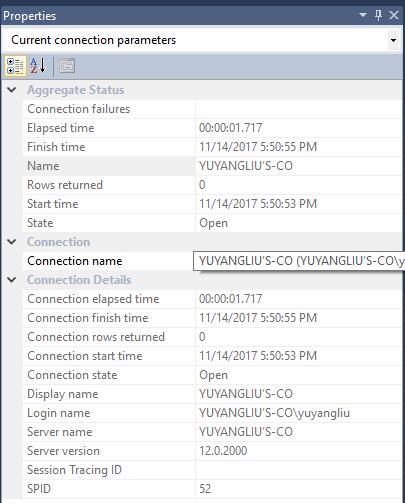 Properties
Current connection parameters
Aggregate Status
Connection failures
Elapsed time 00:00:01.717
Finish time 11/14/2017 5:50:55 PM
Name YUYANGLIU'S-CO
Rows returned 0
Start time 11/14/2017 5:50:53 PM
State Open
Connection
Connection name YUYANGLIU'S-CO (YUYANGLIU'S-CO\y
Connection Details
Connection elapsed time 00:00:01.717
Connection finish time 11/14/2017 5:50:55 PM
Connection rows returned 0
Connection start time 11/14/2017 5:50:53 PM
Connection state Open
Display name YUYANGLIU'S-CO
Login name YUYANGLIU'S-CO\yuyangliu
Server name YUYANGLIU'S-CO
Server version 12.0.2000
Session Tracing ID
SPID 52